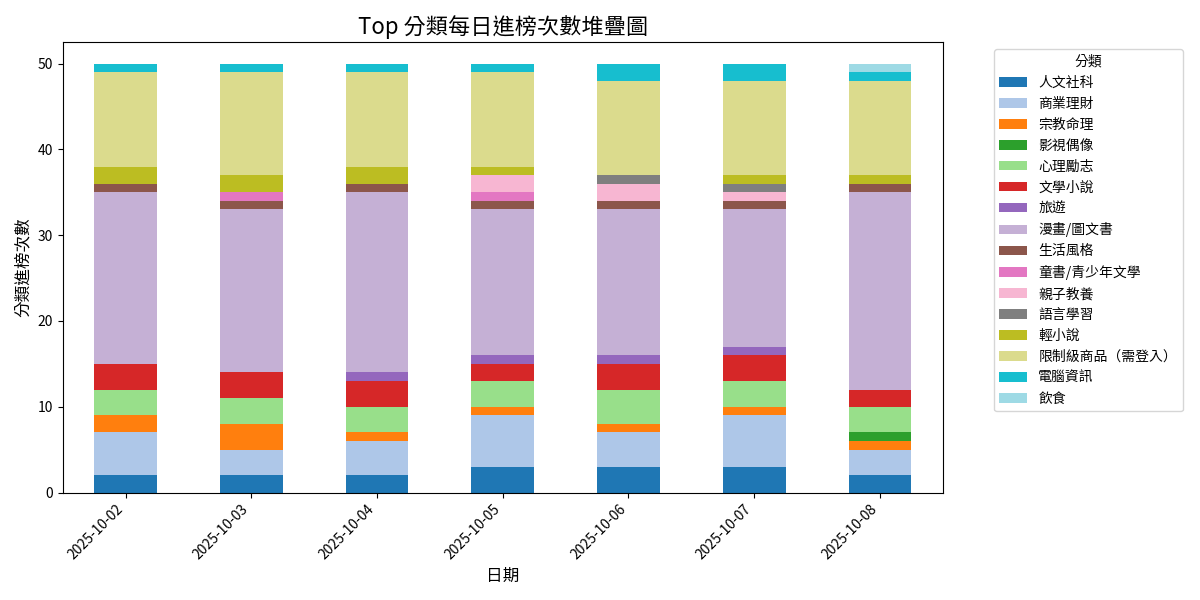 Top 分類每日進榜次數堆疊圖
分類進榜次數
50
40
30
20
10
0
2025-10-02
2025-10-03
2025-10-04
2025-10-05
2025-10-06
2025-10-07
2025-10-08
日期
分類
人文社科
商業理財
宗教命理
影視偶像
心理勵志
文學小說
旅遊
漫畫/圖文書
生活風格
童書/青少年文學
親子教養
語言學習
輕小說
限制級商品（需登入）
電腦資訊
飲食